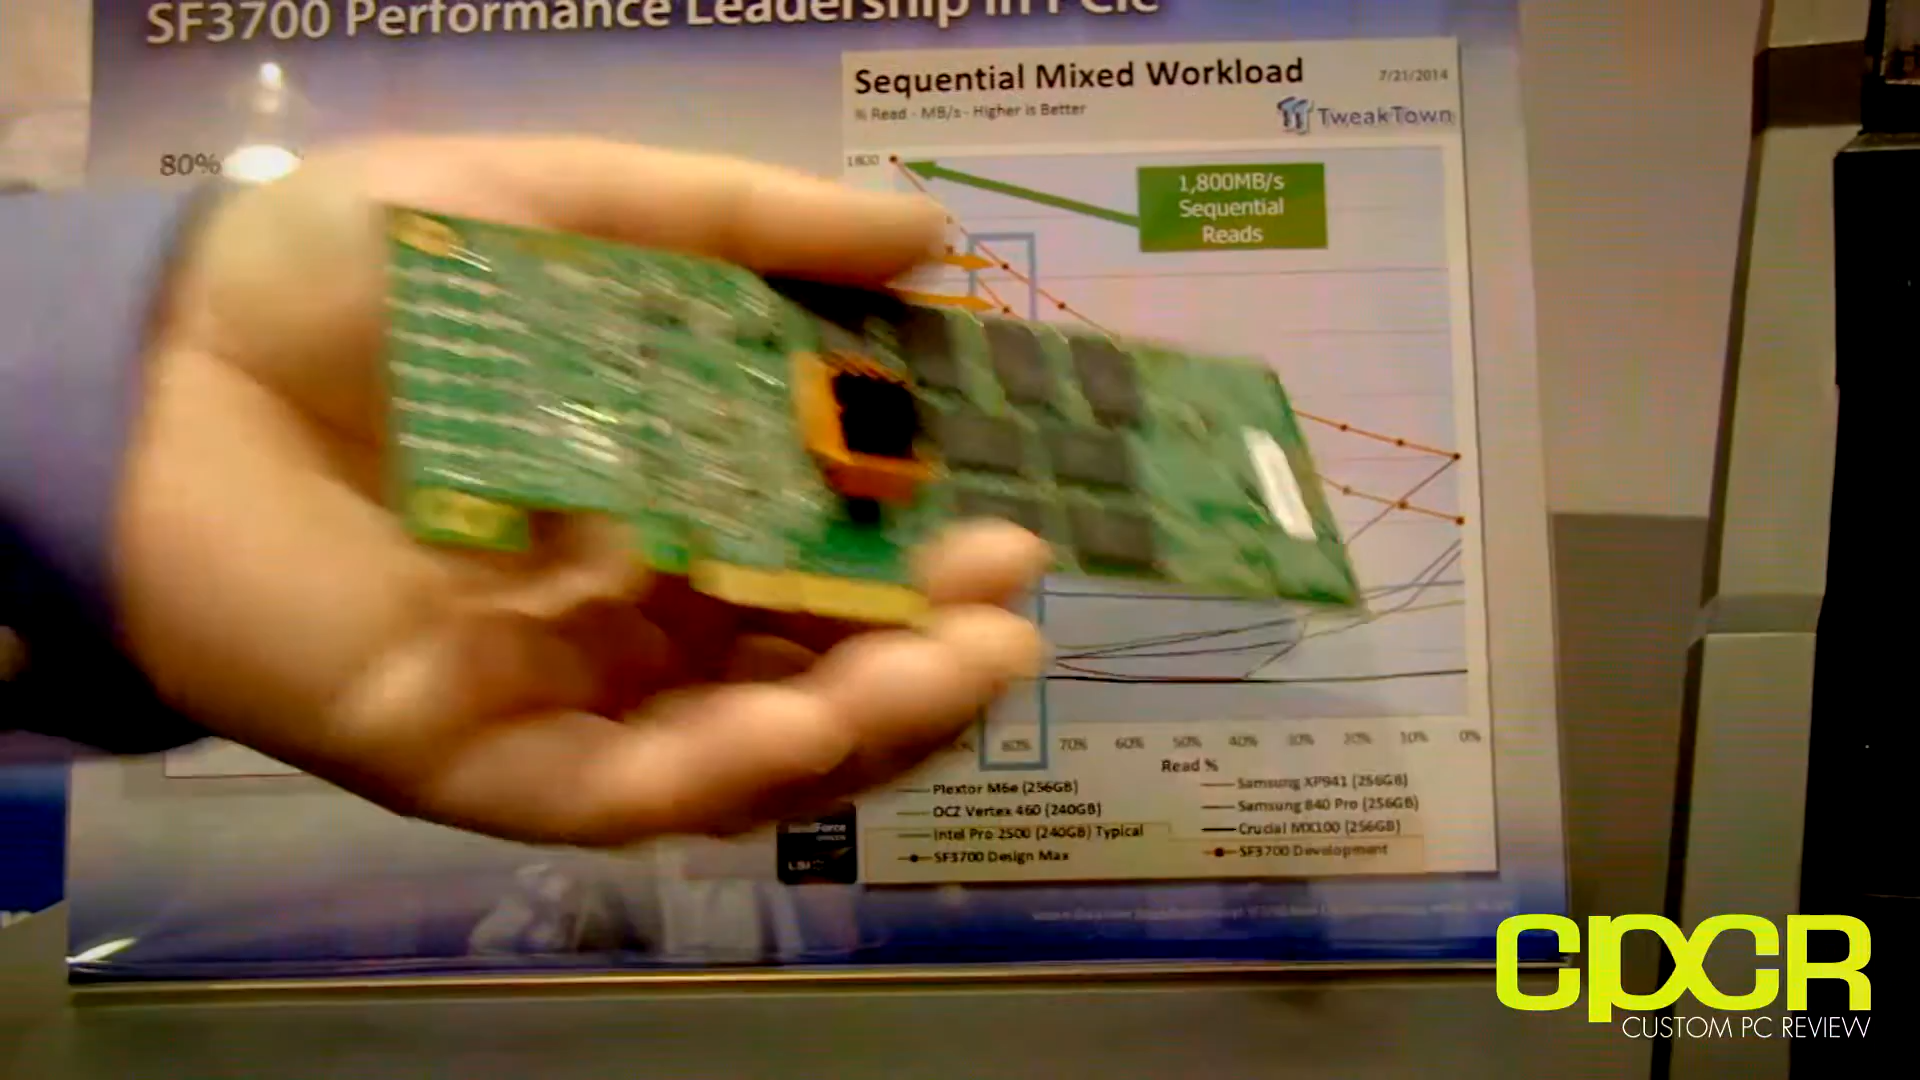 SF3700 Performance Leadership in PCIe
80%
Sequential Mixed Workload
7/21/2014
% Read - MB/s - Higher is Better
TweakTown
1800
1,800MB/s
Sequential
Reads
80% 70% 60% 50% 40% 30% 20% 10% 0%
Read %
Plextor M6e (256GB)
Samsung XP941 (256GB)
OCZ Vertex 460 (240GB)
Samsung 840 Pro (256GB)
Intel Pro 2500 (240GB) Typical
Crucial MX100 (256GB)
SF3700 Design Max
SF3700 Development
LSI
CPCR
CUSTOM PC REVIEW